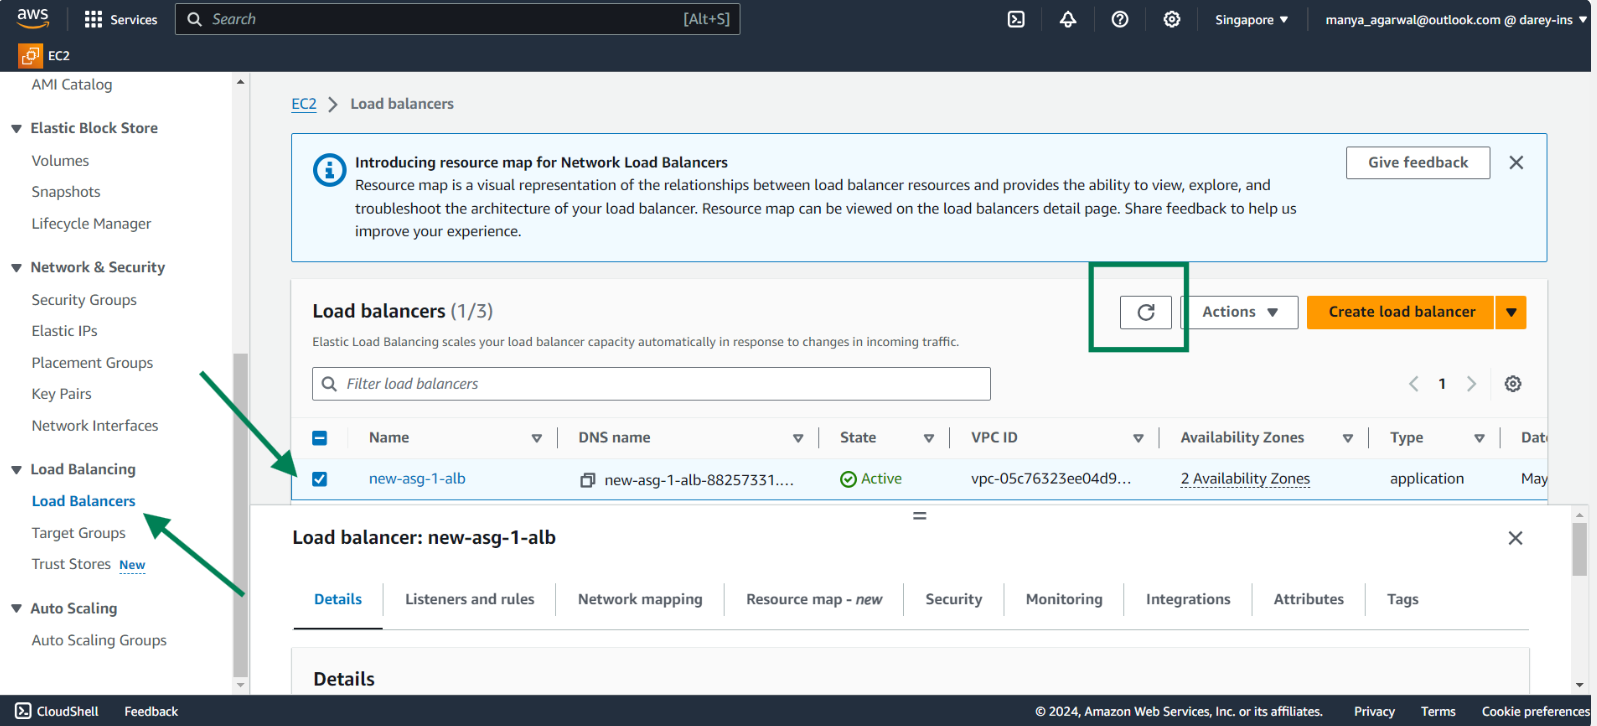 aws
Services
Search [Alt+S]
Singapore
manya_agarwal@outlook.com @ darey-ins
EC2
AMI Catalog
Elastic Block Store
Volumes
Snapshots
Lifecycle Manager
Network & Security
Security Groups
Elastic IPs
Placement Groups
Key Pairs
Network Interfaces
Load Balancing
Load Balancers
Target Groups
Trust Stores New
Auto Scaling
Auto Scaling Groups
EC2 Load balancers
Introducing resource map for Network Load Balancers
Resource map is a visual representation of the relationships between load balancer resources and provides the ability to view, explore, and
troubleshoot the architecture of your load balancer. Resource map can be viewed on the load balancers detail page. Share feedback to help us
improve your experience.
Give feedback
Load balancers (1/3)
Actions
Create load balancer
Elastic Load Balancing scales your load balancer capacity automatically in response to changes in incoming traffic.
Filter load balancers
1
Name DNS name State VPC ID Availability Zones Type Dat
new-asg-1-alb new-asg-1-alb-88257331.... Active vpc-05c76323ee04d9... 2 Availability Zones application May
Load balancer: new-asg-1-alb
Details Listeners and rules Network mapping Resource map - new Security Monitoring Integrations Attributes Tags
Details
CloudShell Feedback © 2024, Amazon Web Services, Inc. or its affiliates. Privacy Terms Cookie preferences